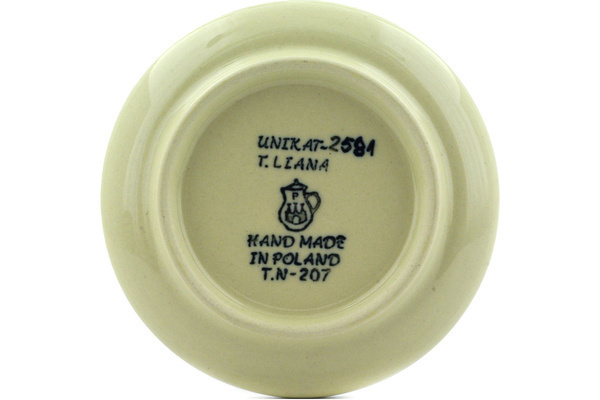 UNIKAT-2581
T. LIANA
P
HAND MADE
IN POLAND
T.N-207